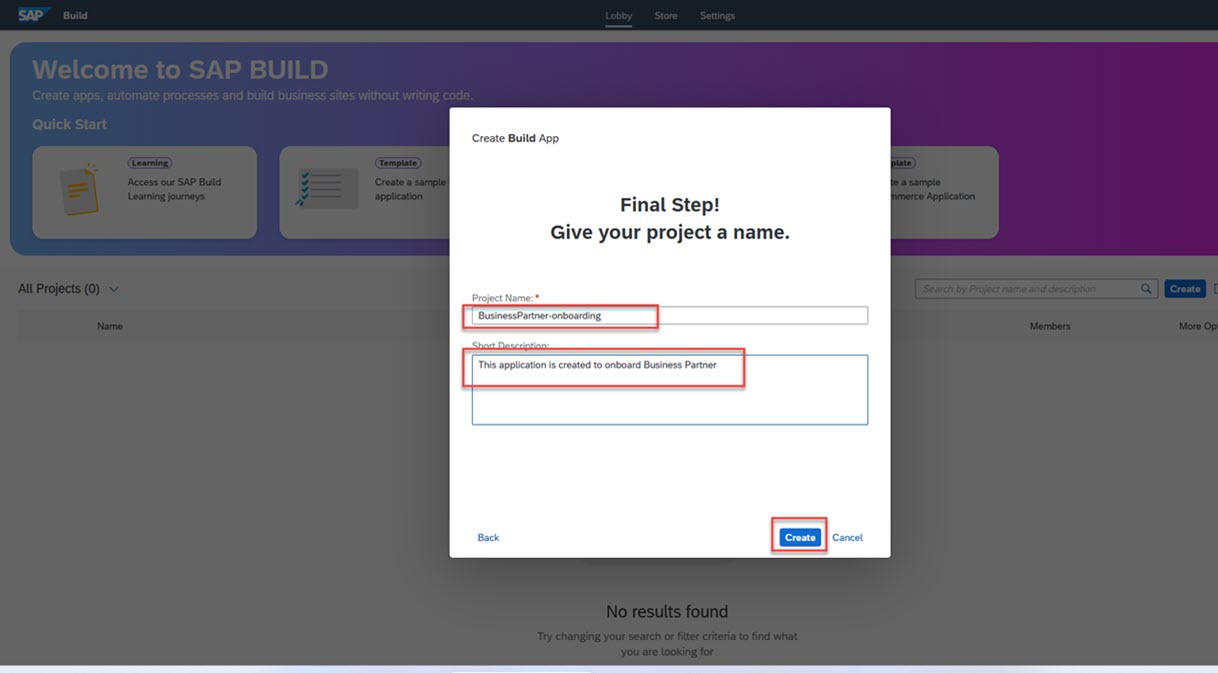 SAP Build Lobby Store Settings
Welcome to SAP BUILD
Create apps, automate processes and build business sites without writing code.
Quick Start
Learning
Access our SAP Build
Learning journeys
Template
Create a sample
application
plate
te a sample
merce Application
All Projects (0)
Search by Project name and description
Create
Name Members More Opt
Create Build App
Final Step!
Give your project a name.
Project Name: *
BusinessPartner-onboarding
Short Description:
This application is created to onboard Business Partner
Back Create Cancel
No results found
Try changing your search or filter criteria to find what
you are looking for